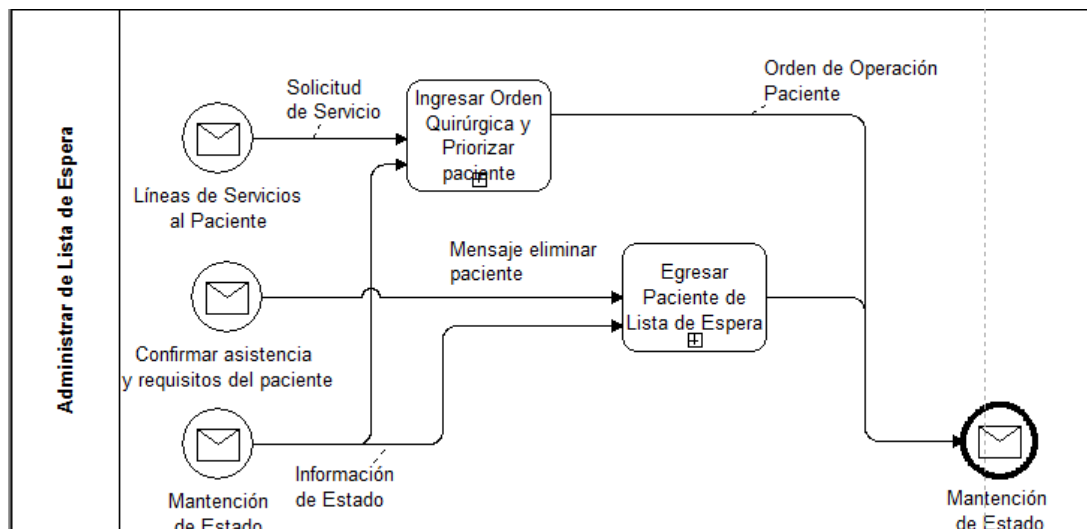 Administrar de Lista de Espera
Solicitud
de Servicio
Ingresar Orden
Quirúrgica y
Priorizar
paciente
Orden de Operación
Paciente
Líneas de Servicios
al Paciente
Mensaje eliminar
paciente
Egresar
Paciente de
Lista de Espera
Confirmar asistencia
y requisitos del paciente
Información
de Estado
Mantención
de Estado
Mantención
de Estado